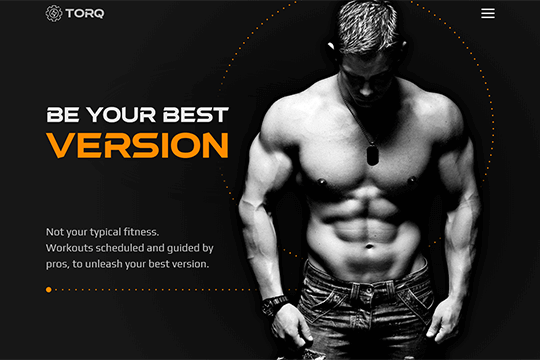 TORQ
BE YOUR BEST
VERSION
Not your typical fitness.
Workouts scheduled and guided by
pros, to unleash your best version.